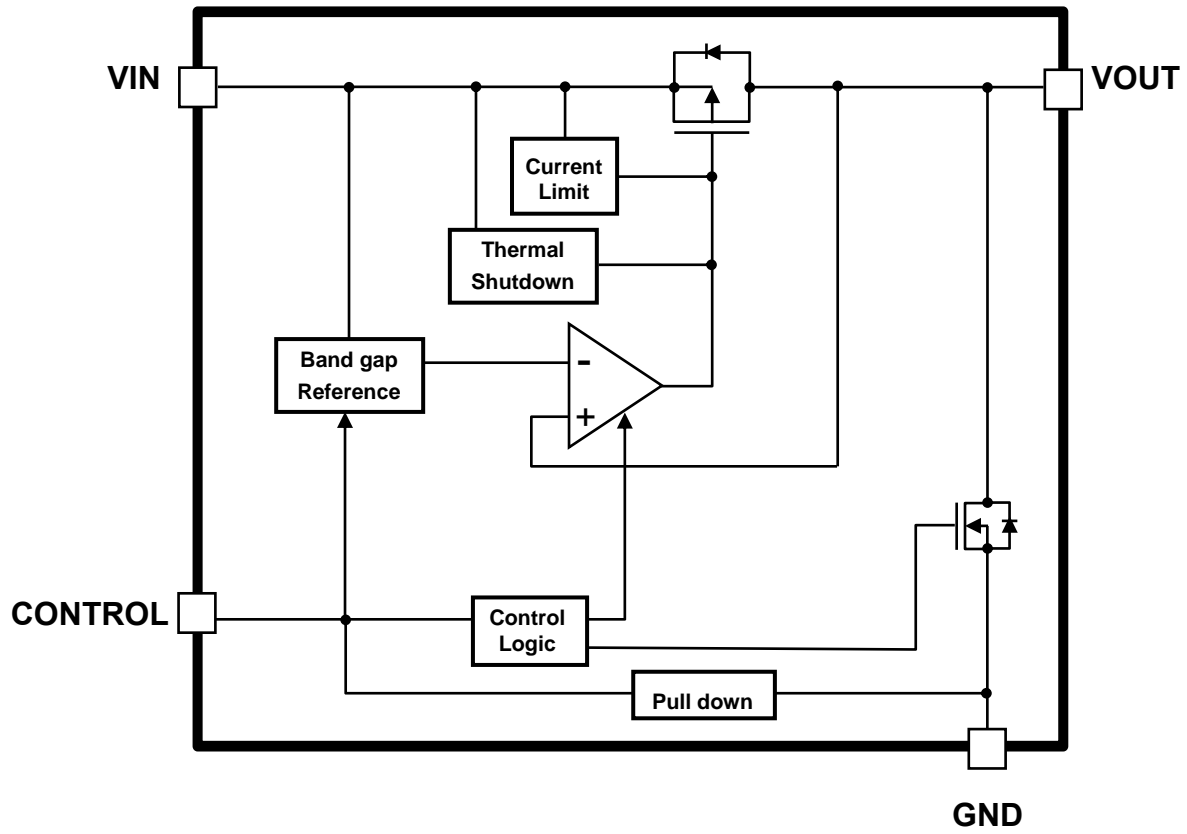 VIN
VOUT
Current
Limit
Thermal
Shutdown
Band gap
Reference
-
+
CONTROL
Control
Logic
Pull down
GND